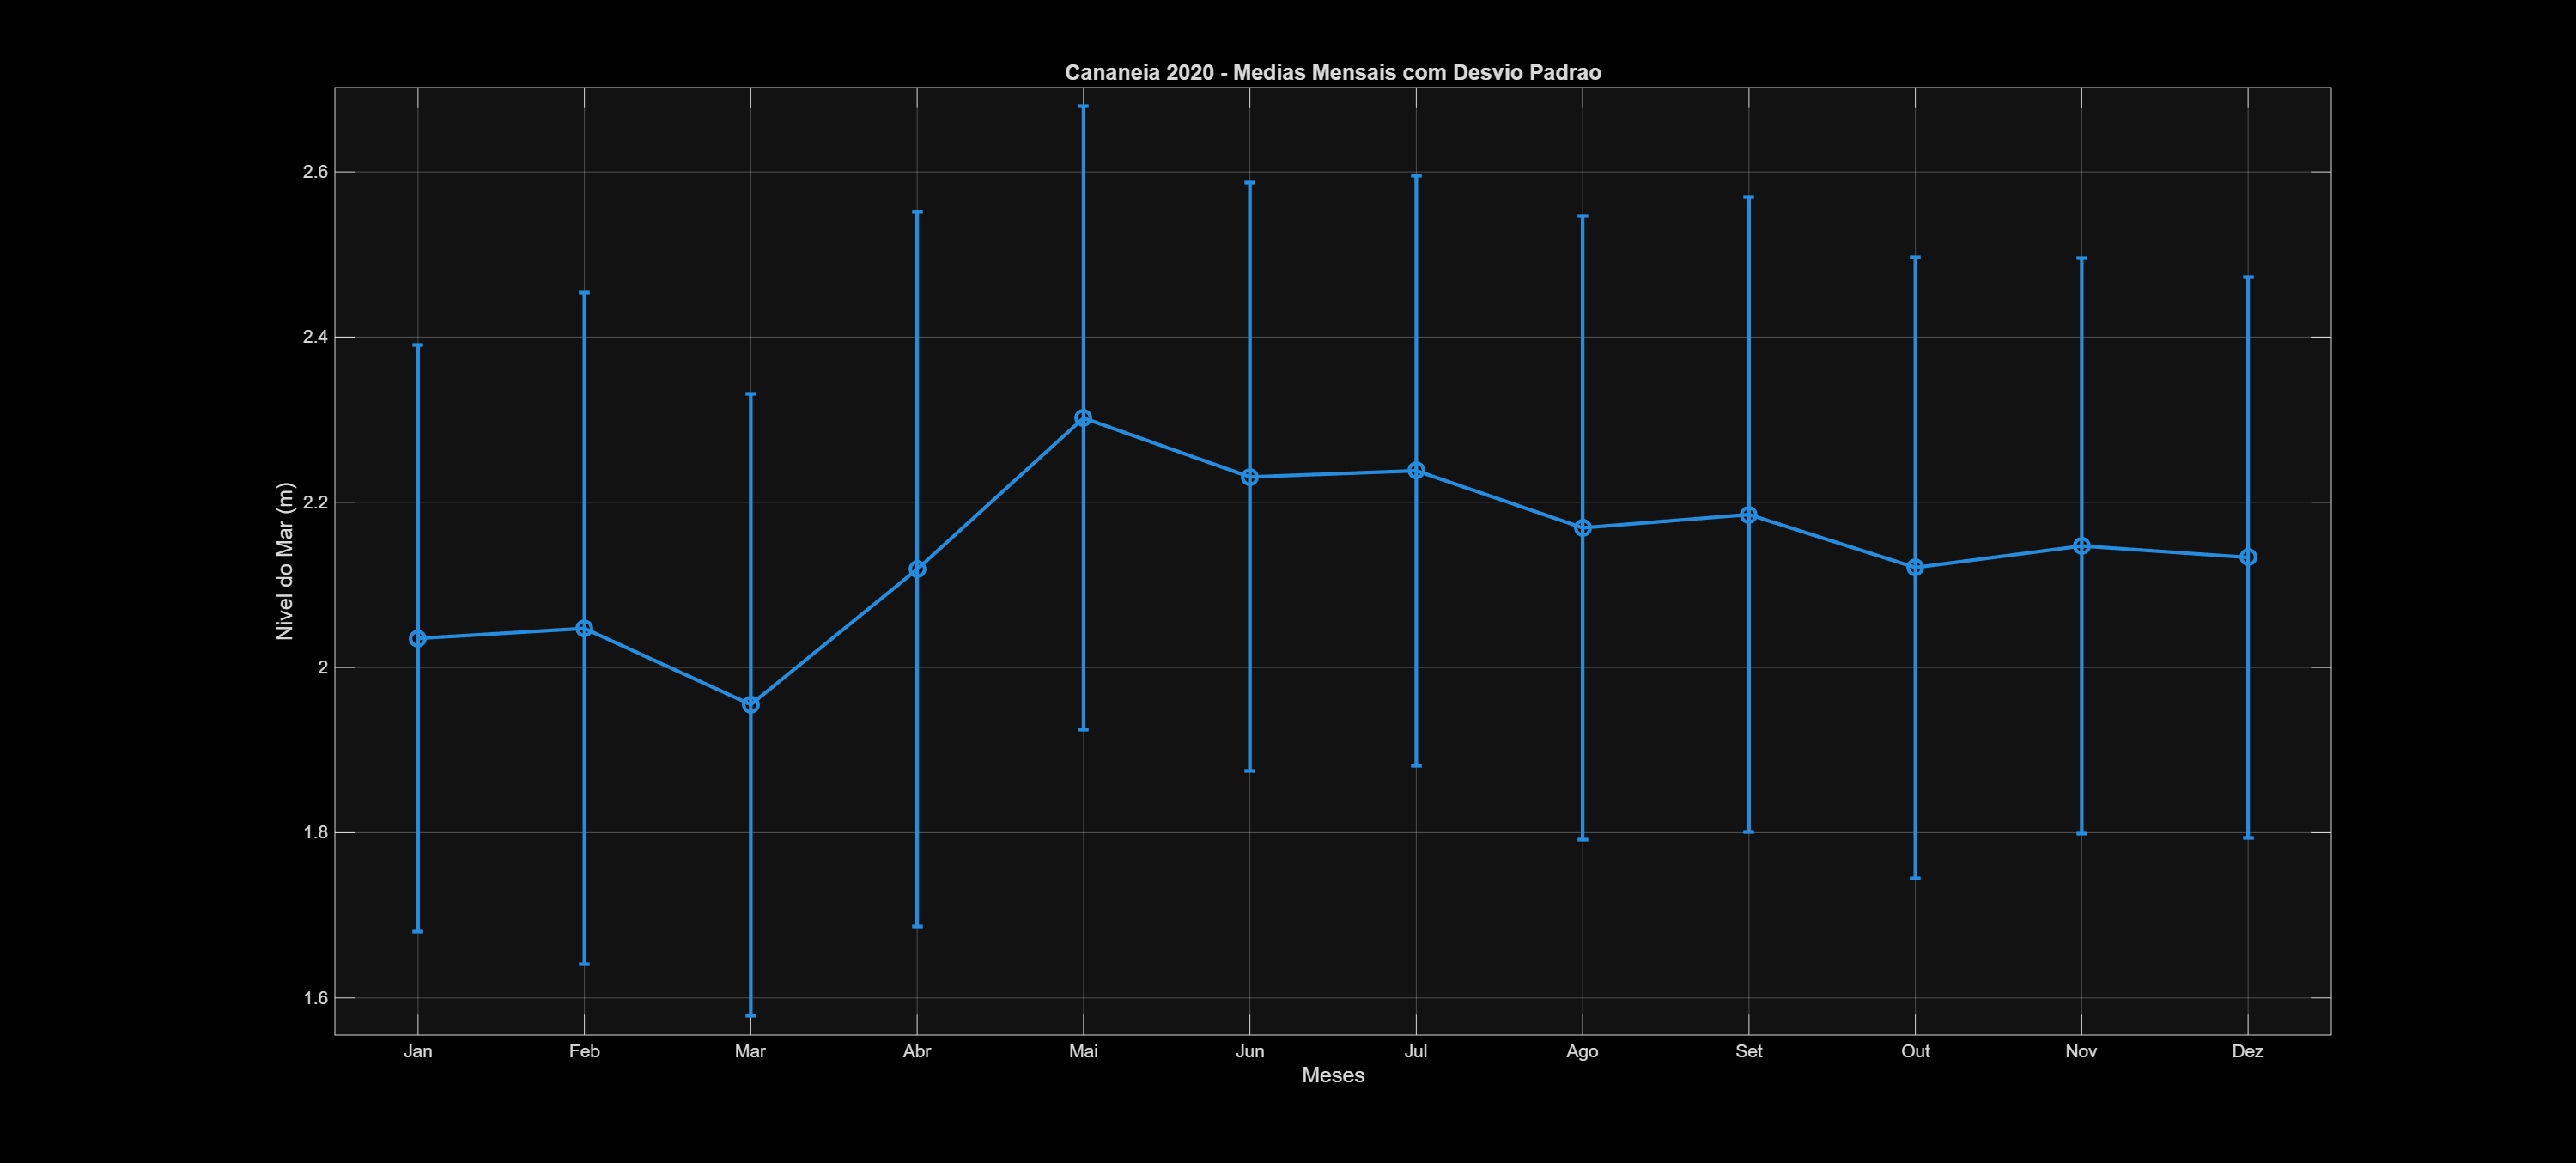 Cananeia 2020 - Medias Mensais com Desvio Padrao
2.6
2.4
2.2
2
1.8
1.6
Nivel do Mar (m)
Jan Feb Mar Abr Mai Jun Jul Ago Set Out Nov Dez
Meses